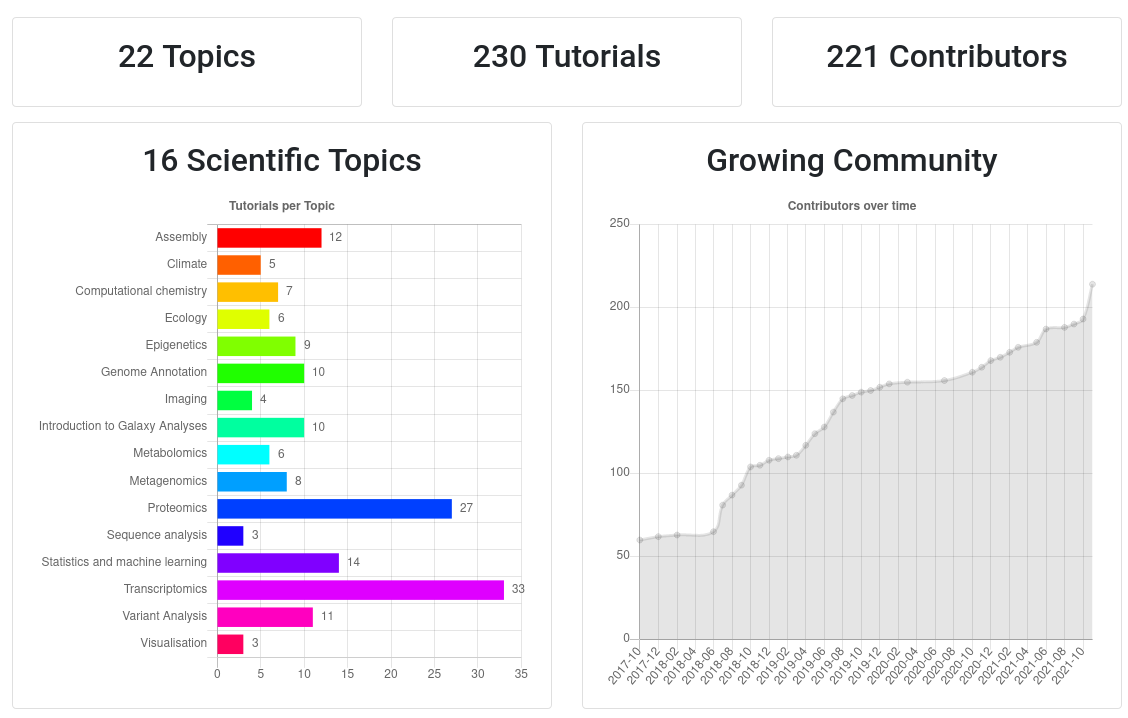 22 Topics
230 Tutorials
221 Contributors
16 Scientific Topics
Tutorials per Topic
Assembly 12
Climate 5
Computational chemistry 7
Ecology 6
Epigenetics 9
Genome Annotation 10
Imaging 4
Introduction to Galaxy Analyses 10
Metabolomics 6
Metagenomics 8
Proteomics 27
Sequence analysis 3
Statistics and machine learning 14
Transcriptomics 33
Variant Analysis 11
Visualisation 3
0 5 10 15 20 25 30 35
Growing Community
Contributors over time
250
200
150
100
50
0
2017-10 2017-12 2018-02 2018-04 2018-06 2018-08 2018-10 2018-12 2019-02 2019-04 2019-06 2019-08 2019-10 2019-12 2020-02 2020-04 2020-06 2020-08 2020-10 2020-12 2021-02 2021-04 2021-06 2021-08 2021-10